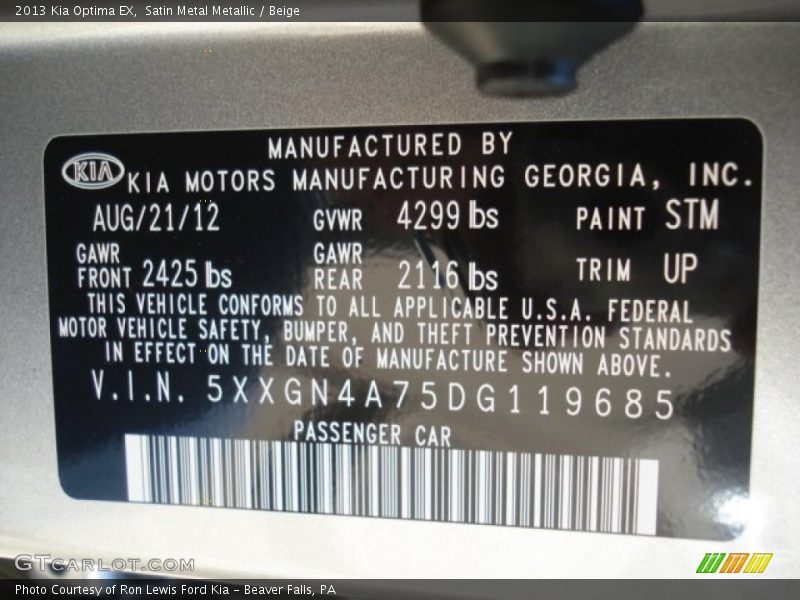 2013 Kia Optima EX, Satin Metal Metallic / Beige
MANUFACTURED BY
KIA KIA MOTORS MANUFACTURING GEORGIA, INC.
AUG/21/12 GVWR 4299 lbs PAINT STM
GAWR FRONT 2425 lbs GAWR REAR 2116 lbs TRIM UP
THIS VEHICLE CONFORMS TO ALL APPLICABLE U.S.A. FEDERAL
MOTOR VEHICLE SAFETY, BUMPER, AND THEFT PREVENTION STANDARDS
IN EFFECT ON THE DATE OF MANUFACTURE SHOWN ABOVE.
V.I.N. 5XXGN4A75DG119685
PASSENGER CAR
GTCARLOT.COM
Photo Courtesy of Ron Lewis Ford Kia - Beaver Falls, PA